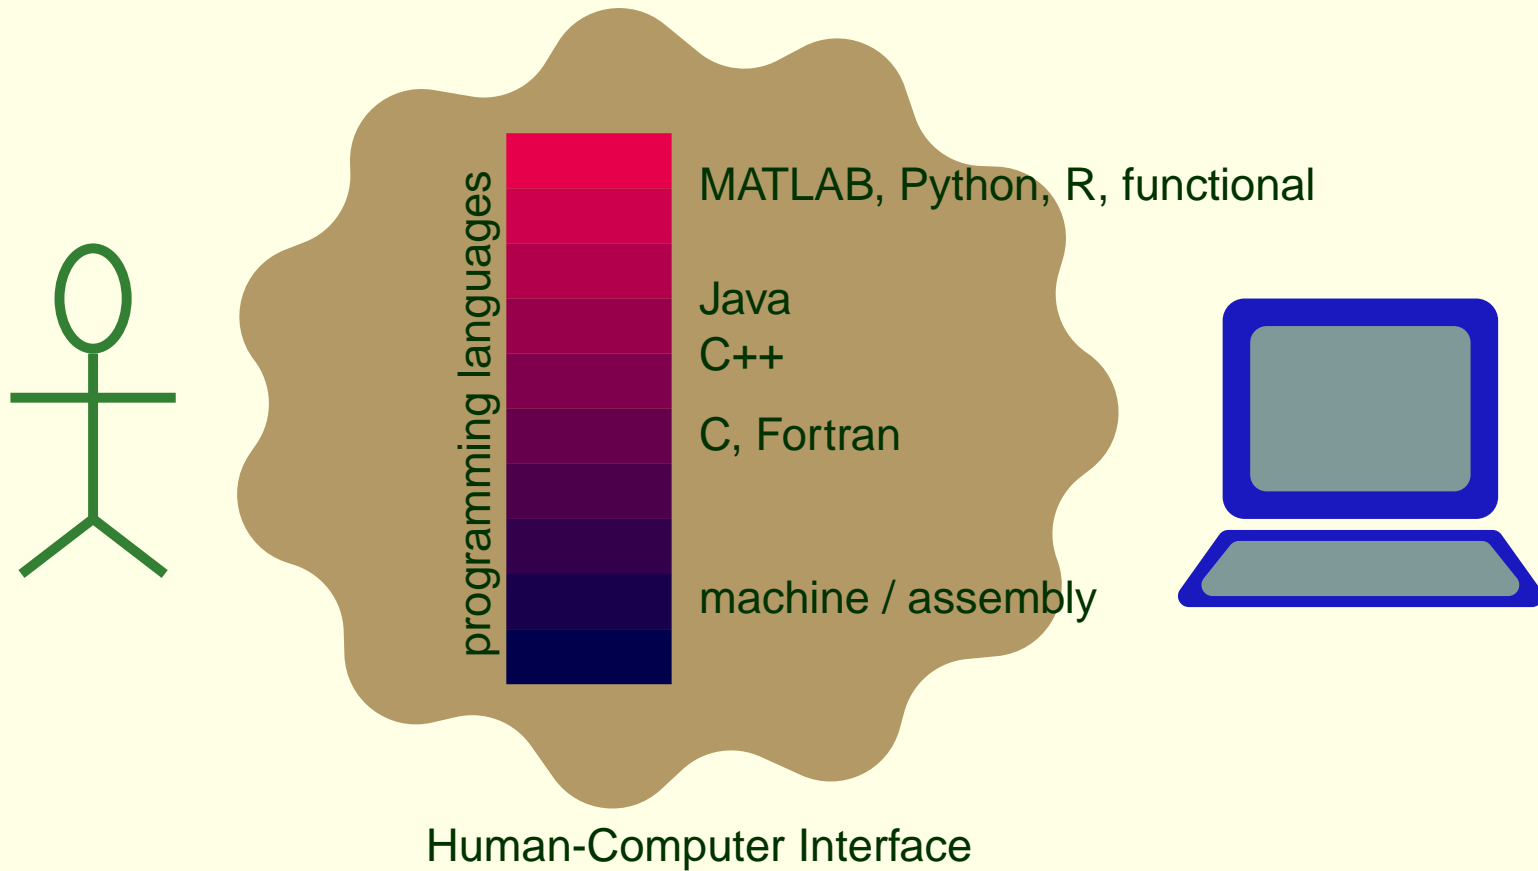 programming languages
MATLAB, Python, R, functional
Java
C++
C, Fortran
machine / assembly
Human-Computer Interface